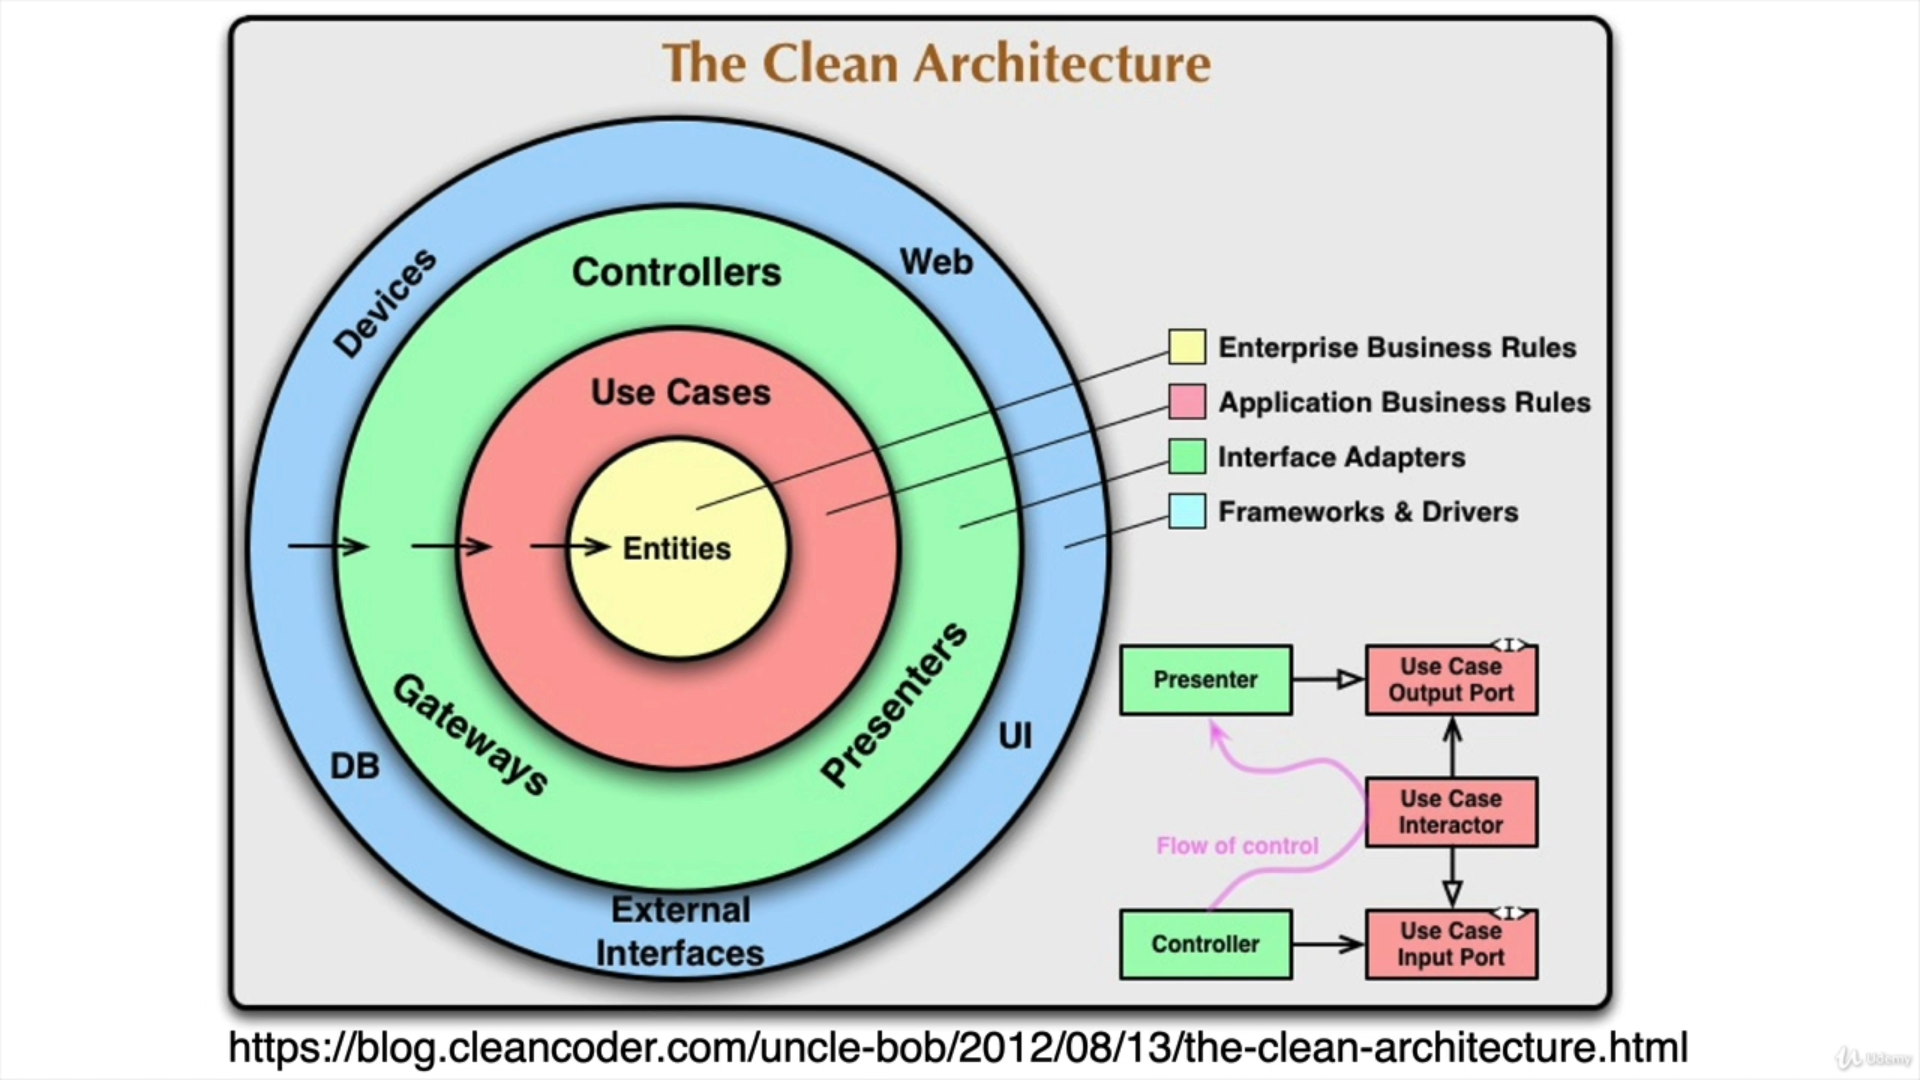 The Clean Architecture
Devices
Controllers
Web
Use Cases
Entities
Gateways
Presenters
DB
UI
External
Interfaces
Enterprise Business Rules
Application Business Rules
Interface Adapters
Frameworks & Drivers
Presenter
<I>
Use Case
Output Port
Use Case
Interactor
Flow of control
Controller
<I>
Use Case
Input Port
https://blog.cleancoder.com/uncle-bob/2012/08/13/the-clean-architecture.html
Udemy